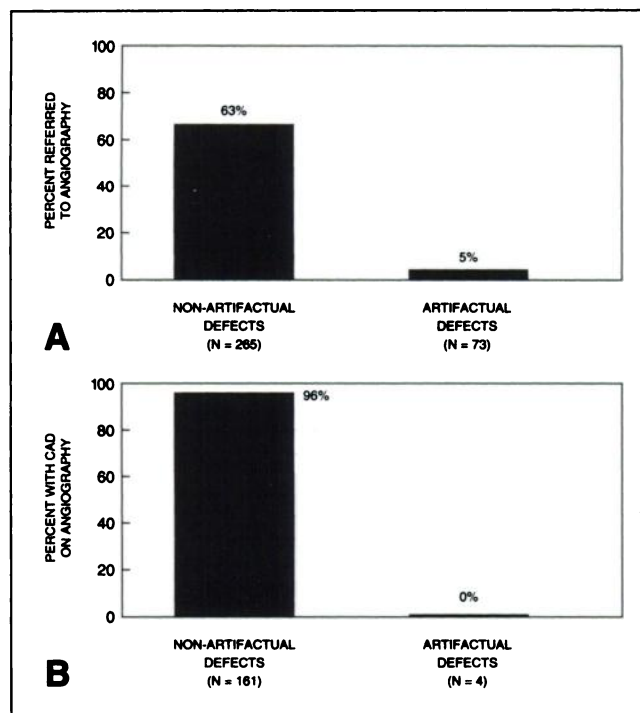 100
80
60
40
20
0
PERCENT REFERRED
TO ANGIOGRAPHY
63%
5%
NON-ARTIFACTUAL
DEFECTS
(N = 265)
ARTIFACTUAL
DEFECTS
(N = 73)
A
100
80
60
40
20
0
PERCENT WITH CAD
ON ANGIOGRAPHY
96%
0%
NON-ARTIFACTUAL
DEFECTS
(N = 161)
ARTIFACTUAL
DEFECTS
(N = 4)
B